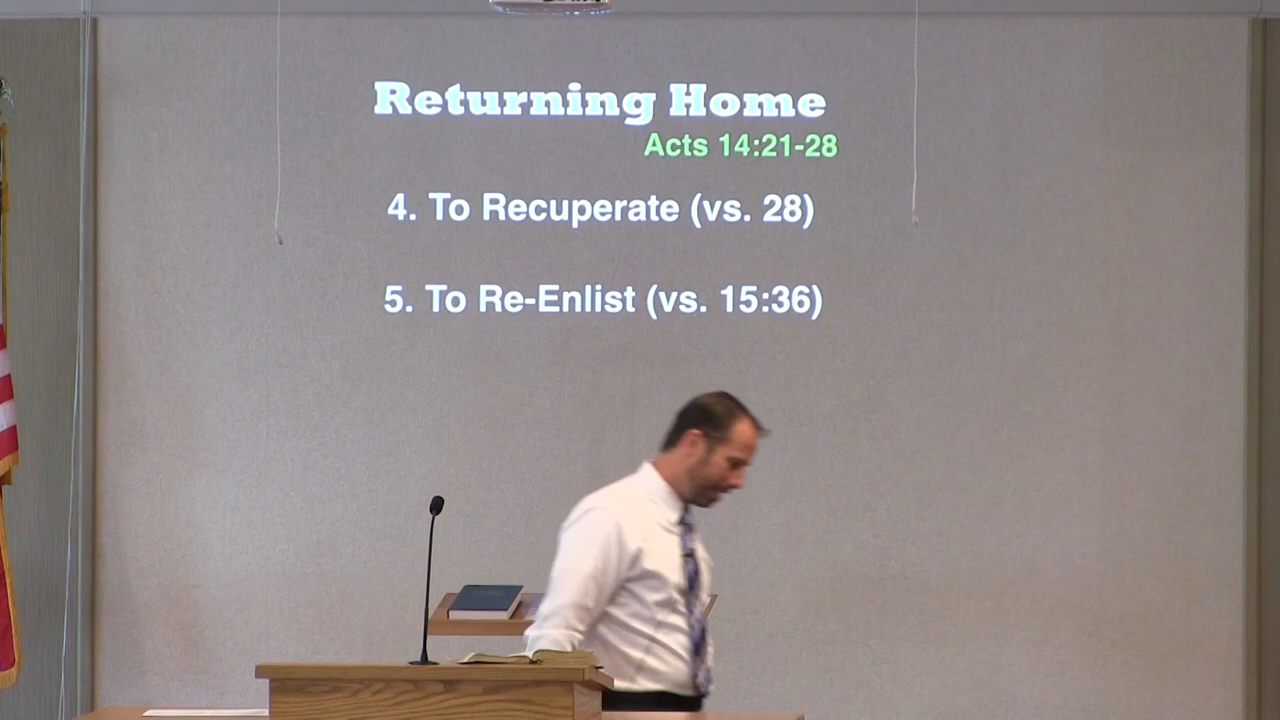 Returning Home
Acts 14:21-28
4. To Recuperate (vs. 28)
5. To Re-Enlist (vs. 15:36)